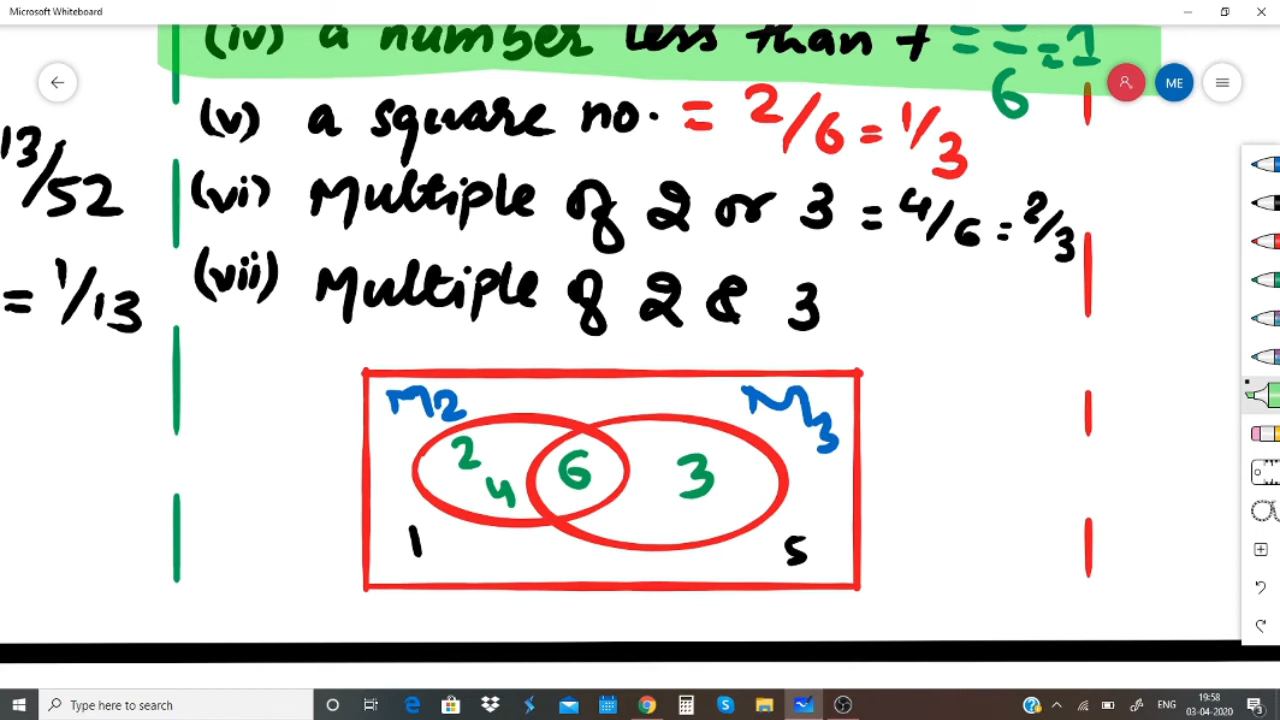 Microsoft Whiteboard
(iv) a number less than 7 = 6/6 = 1
ME
(v) a square no. = 2/6 = 1/3
13/52
(vi) Multiple of 2 or 3 = 4/6 = 2/3
= 1/13
(vii) Multiple of 2 & 3
M2
M3
2
4
6
3
1
5
Type here to search
ENG
19:58
03-04-2020
3